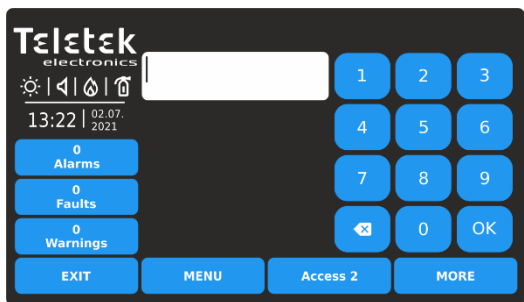 Teletek
electronics
13:22 02.07.
2021
0
Alarms
0
Faults
0
Warnings
1 2 3
4 5 6
7 8 9
0 OK
EXIT MENU Access 2 MORE